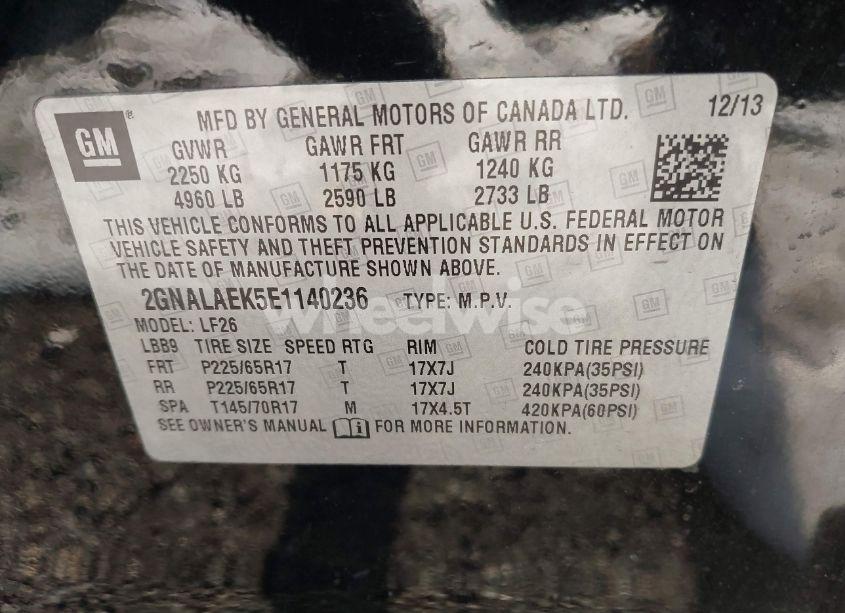 GM
MFD BY GENERAL MOTORS OF CANADA LTD. 12/13
GVWR GAWR FRT GAWR RR
2250 KG 1175 KG 1240 KG
4960 LB 2590 LB 2733 LB
THIS VEHICLE CONFORMS TO ALL APPLICABLE U.S. FEDERAL MOTOR
VEHICLE SAFETY AND THEFT PREVENTION STANDARDS IN EFFECT ON
THE DATE OF MANUFACTURE SHOWN ABOVE.
2GNALAEK5E1140236 TYPE: M.P.V.
wheelwise
MODEL: LF26
LBB9 TIRE SIZE SPEED RTG RIM COLD TIRE PRESSURE
FRT P225/65R17 T 17X7J 240KPA(35PSI)
RR P225/65R17 T 17X7J 240KPA(35PSI)
SPA T145/70R17 M 17X4.5T 420KPA(60PSI)
SEE OWNER'S MANUAL FOR MORE INFORMATION.